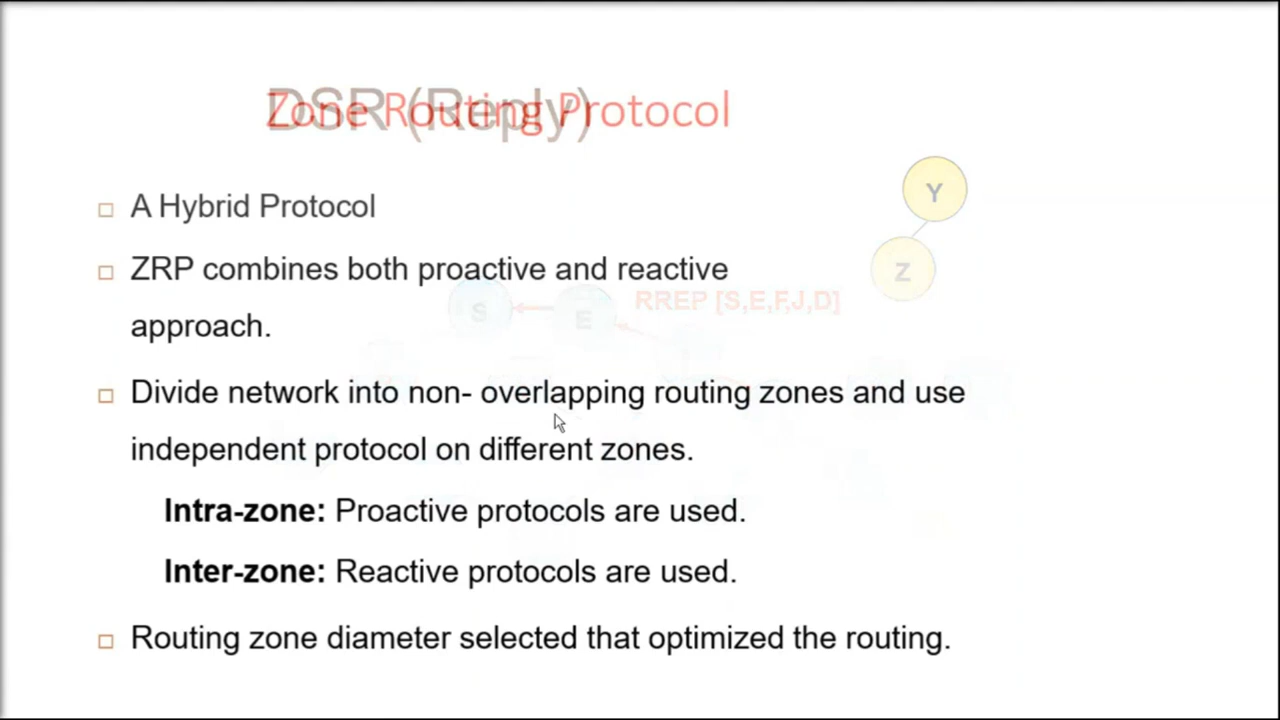 DSR (Reply)
Zone Routing Protocol
A Hybrid Protocol
Y
ZRP combines both proactive and reactive
Z
RREP [S,E,F,J,D]
S
E
approach.
Divide network into non- overlapping routing zones and use
independent protocol on different zones.
Intra-zone: Proactive protocols are used.
Inter-zone: Reactive protocols are used.
Routing zone diameter selected that optimized the routing.